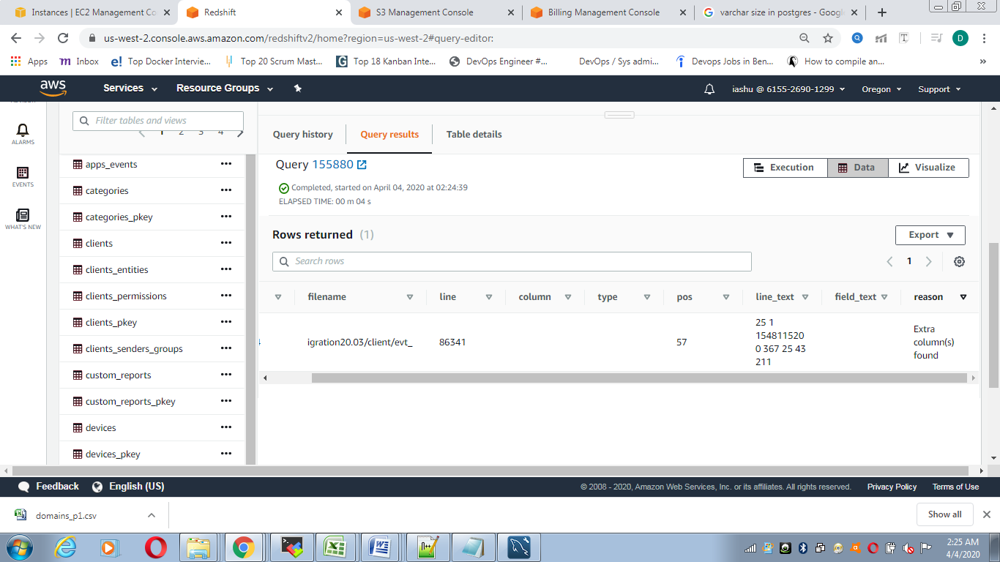 Instances | EC2 Management Co
Redshift
S3 Management Console
Billing Management Console
varchar size in postgres - Google
us-west-2.console.aws.amazon.com/redshiftv2/home?region=us-west-2#query-editor:
D
Apps
Inbox
Top Docker Intervie...
Top 20 Scrum Mast...
Top 18 Kanban Inte...
DevOps Engineer #...
DevOps / Sys admi...
Devops Jobs in Ben...
How to compile an...
aws
Services
Resource Groups
iashu @ 6155-2690-1299
Oregon
Support
ALARMS
EVENTS
WHAT'S NEW
Filter tables and views
1 2 3 4
apps_events
categories
categories_pkey
clients
clients_entities
clients_permissions
clients_pkey
clients_senders_groups
custom_reports
custom_reports_pkey
devices
devices_pkey
Query history
Query results
Table details
Query 155880
Execution
Data
Visualize
Completed, started on April 04, 2020 at 02:24:39
ELAPSED TIME: 00 m 04 s
Rows returned (1)
Export
Search rows
1
filename line column type pos line_text field_text reason
igration20.03/client/evt_
86341
57
25 1
154811520
0 367 25 43
211
Extra
column(s)
found
Feedback
English (US)
© 2008 - 2020, Amazon Web Services, Inc. or its affiliates. All rights reserved.
Privacy Policy
Terms of Use
domains_p1.csv
Show all
2:25 AM
4/4/2020